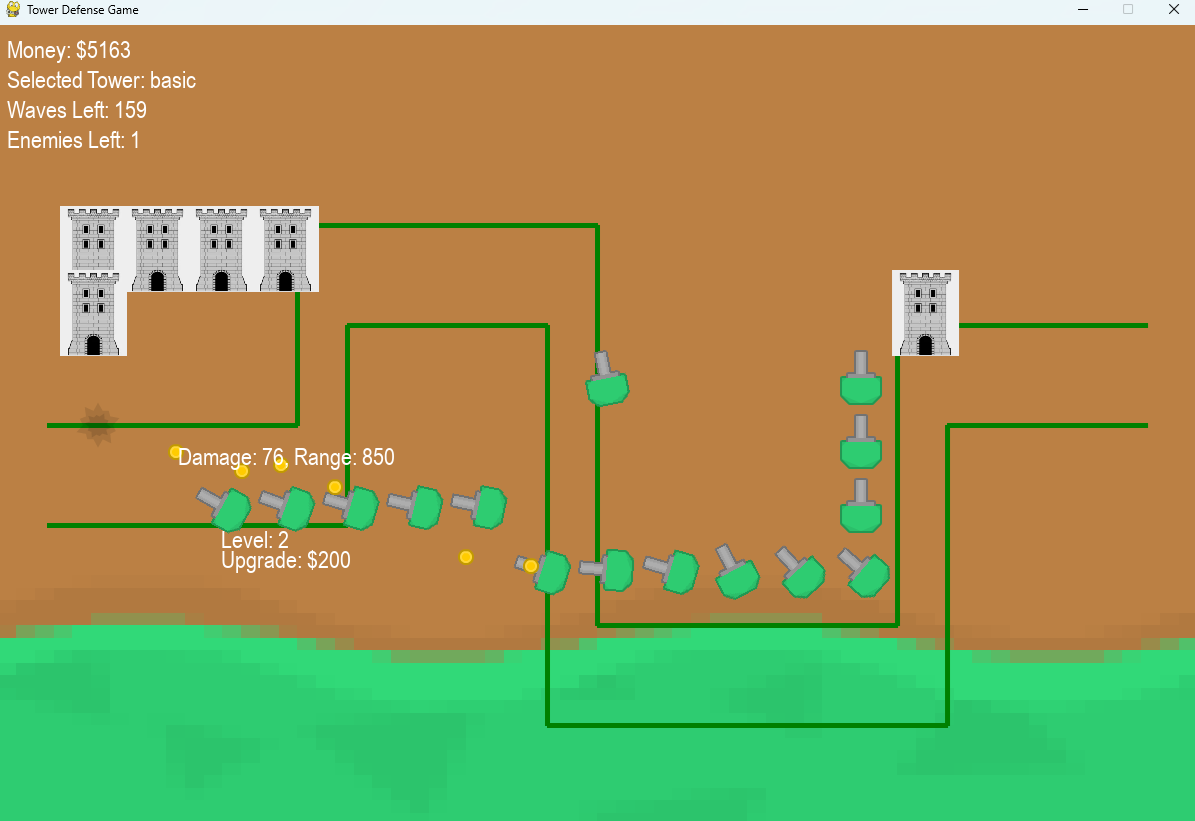 Tower Defense Game
Money: $5163
Selected Tower: basic
Waves Left: 159
Enemies Left: 1
Damage: 76, Range: 850
Level: 2
Upgrade: $200